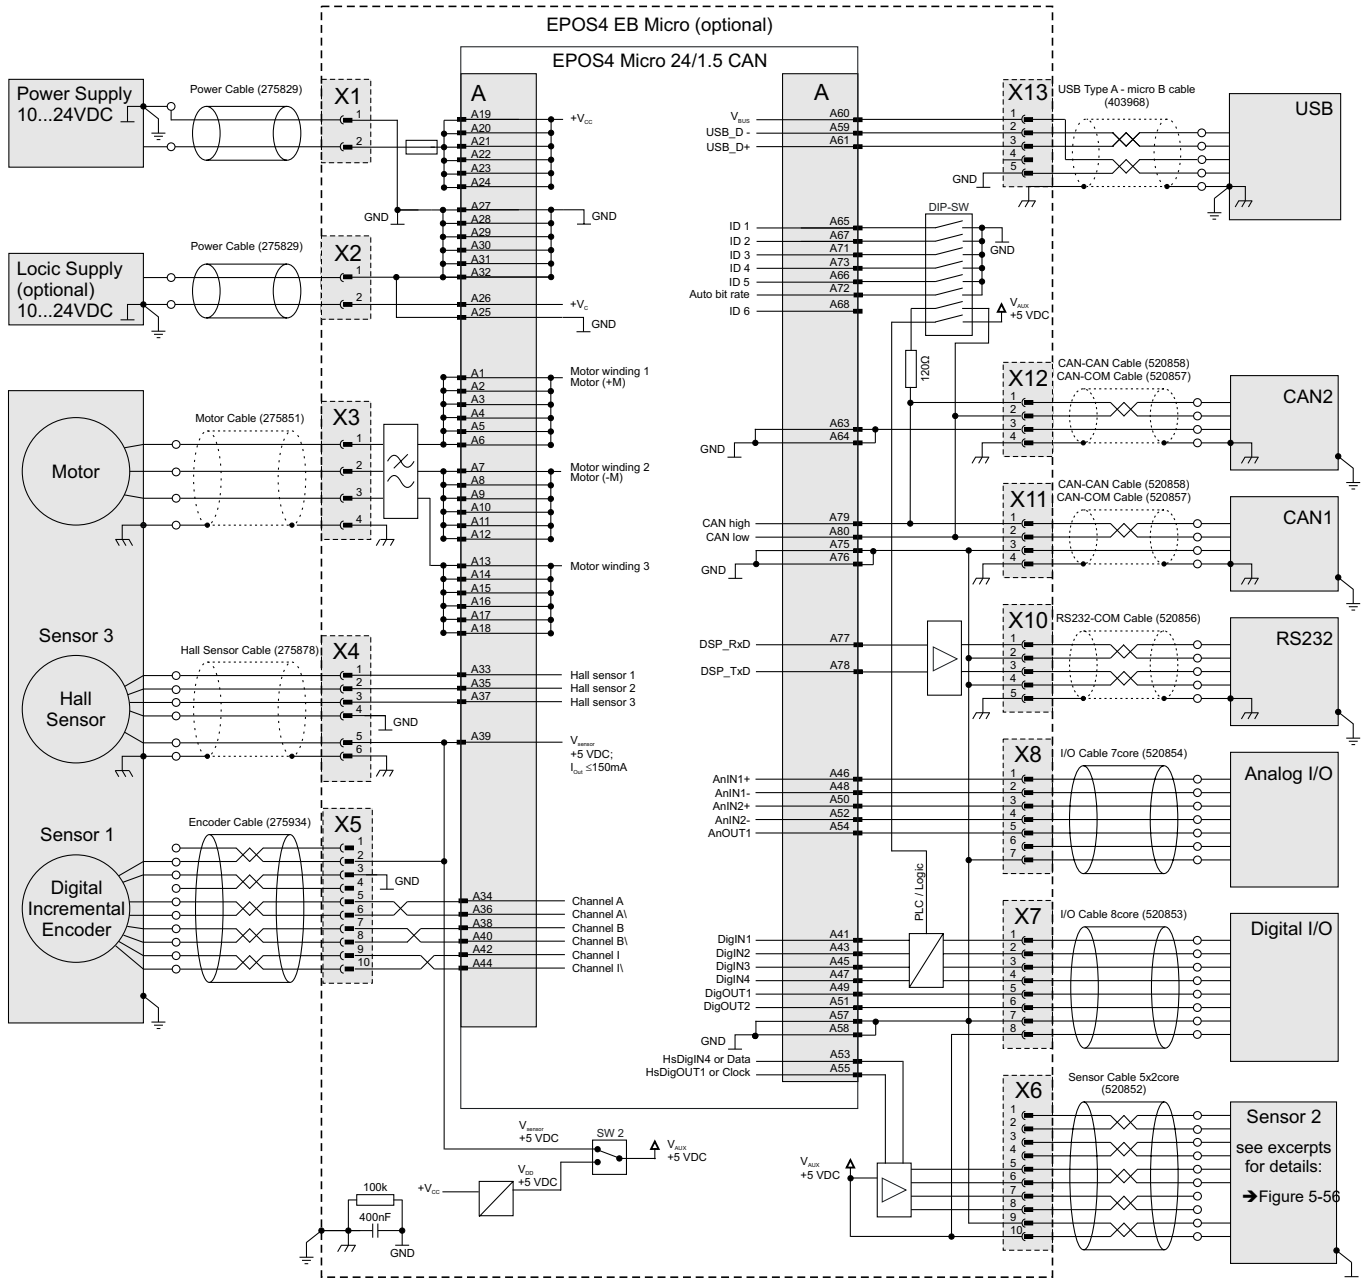 EPOS4 EB Micro (optional)
EPOS4 Micro 24/1.5 CAN
Power Supply
10...24VDC
Power Cable (275829)
X1
1
2
Locic Supply
(optional)
10...24VDC
Power Cable (275829)
X2
1
2
Motor
Motor Cable (275851)
X3
1
2
3
4
Sensor 3
Hall
Sensor
Hall Sensor Cable (275878)
X4
1
2
3
4
5
6
GND
Sensor 1
Digital
Incremental
Encoder
Encoder Cable (275934)
X5
1
2
3
4
5
6
7
8
9
10
GND
A
A19
A20
A21
A22
A23
A24
+Vcc
GND
A27
A28
A29
A30
A31
A32
GND
A26
A25
+Vc
GND
A1
A2
A3
A4
A5
A6
Motor winding 1
Motor (+M)
A7
A8
A9
A10
A11
A12
Motor winding 2
Motor (-M)
A13
A14
A15
A16
A17
A18
Motor winding 3
A33
A35
A37
Hall sensor 1
Hall sensor 2
Hall sensor 3
A39
Vsensor
+5 VDC;
IOut ≤150mA
A34
A36
A38
A40
A42
A44
Channel A
Channel A\
Channel B
Channel B\
Channel I
Channel I\
Vsensor
+5 VDC
SW 2
VAUX
+5 VDC
VDD
+5 VDC
+Vcc
100k
400nF
GND
A
VBUS
USB_D -
USB_D+
A60
A59
A61
ID 1
ID 2
ID 3
ID 4
ID 5
Auto bit rate
ID 6
A65
A67
A71
A73
A66
A72
A68
DIP-SW
GND
VAUX
+5 VDC
120Ω
A63
A64
GND
CAN high
CAN low
A79
A80
A75
A76
GND
DSP_RxD
DSP_TxD
A77
A78
AnIN1+
AnIN1-
AnIN2+
AnIN2-
AnOUT1
A46
A48
A50
A52
A54
PLC / Logic
DigIN1
DigIN2
DigIN3
DigIN4
DigOUT1
DigOUT2
A41
A43
A45
A47
A49
A51
A57
A58
GND
HsDigIN4 or Data
HsDigOUT1 or Clock
A53
A55
VAUX
+5 VDC
X13
1
2
3
4
5
GND
USB Type A - micro B cable
(403968)
USB
X12
1
2
3
4
CAN-CAN Cable (520858)
CAN-COM Cable (520857)
CAN2
X11
1
2
3
4
CAN-CAN Cable (520858)
CAN-COM Cable (520857)
CAN1
X10
1
2
3
4
5
RS232-COM Cable (520856)
RS232
X8
1
2
3
4
5
6
7
I/O Cable 7core (520854)
Analog I/O
X7
1
2
3
4
5
6
7
8
I/O Cable 8core (520853)
Digital I/O
X6
1
2
3
4
5
6
7
8
9
10
Sensor Cable 5x2core
(520852)
Sensor 2
see excerpts
for details:
➔Figure 5-56